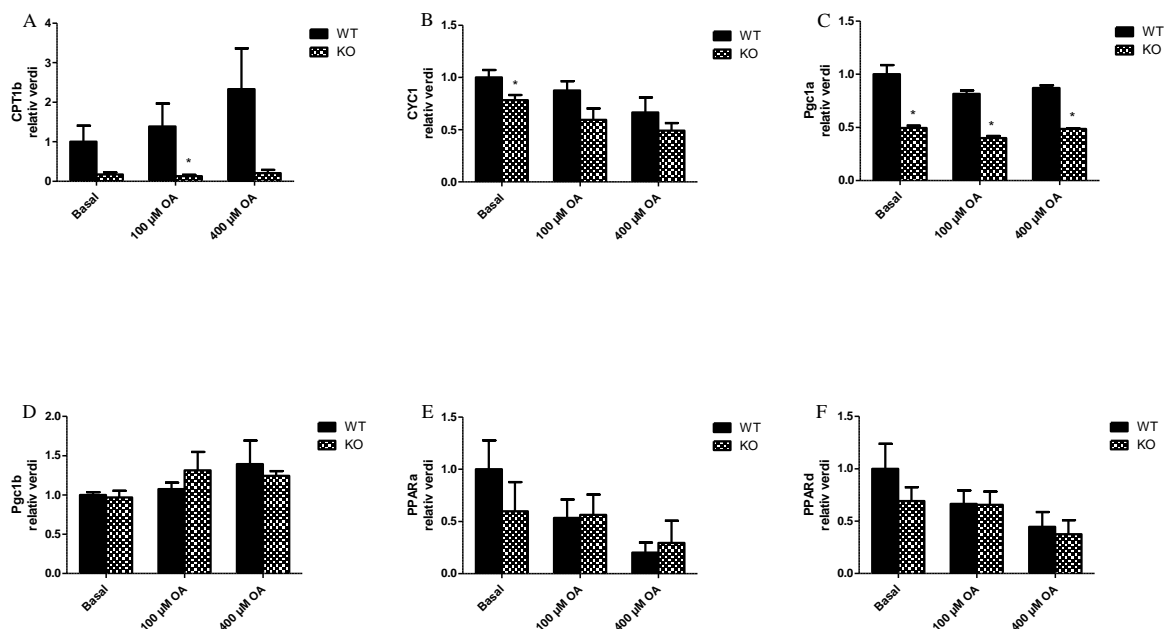 A
CPT1b
relativ verdi
4
3
2
1
0
Basal
100 µM OA
400 µM OA
*
WT
KO
B
CYC1
relativ verdi
1.5
1.0
0.5
0.0
Basal
100 µM OA
400 µM OA
*
WT
KO
C
Pgc1a
relativ verdi
1.5
1.0
0.5
0.0
Basal
100 µM OA
400 µM OA
*
*
*
WT
KO
D
Pgc1b
relativ verdi
2.0
1.5
1.0
0.5
0.0
Basal
100 µM OA
400 µM OA
WT
KO
E
PPARa
relativ verdi
1.5
1.0
0.5
0.0
Basal
100 µM OA
400 µM OA
WT
KO
F
PPARd
relativ verdi
1.5
1.0
0.5
0.0
Basal
100 µM OA
400 µM OA
WT
KO